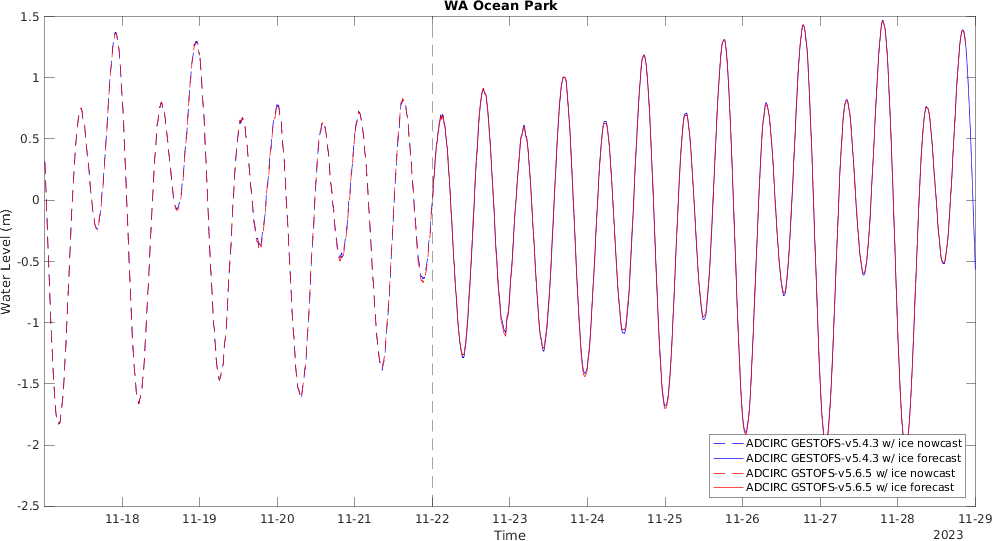 WA Ocean Park
1.5
1
0.5
0
-0.5
-1
-1.5
-2
-2.5
Water Level (m)
ADCIRC GESTOFS-v5.4.3 w/ ice nowcast
ADCIRC GESTOFS-v5.4.3 w/ ice forecast
ADCIRC GSTOFS-v5.6.5 w/ ice nowcast
ADCIRC GSTOFS-v5.6.5 w/ ice forecast
11-18 11-19 11-20 11-21 11-22 11-23 11-24 11-25 11-26 11-27 11-28 11-29
Time
2023